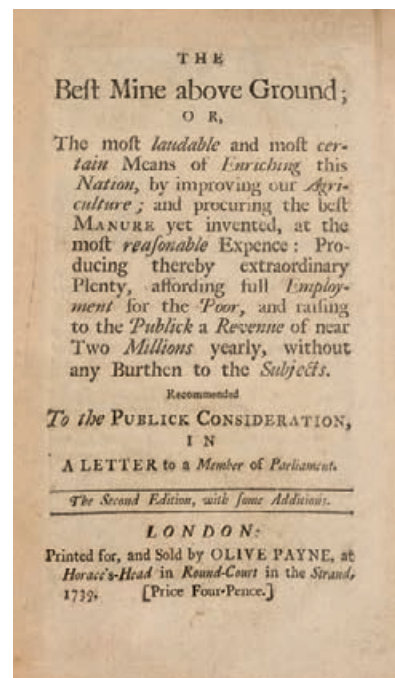 THE
Beſt Mine above Ground;
OR,
The moſt laudable and moſt cer-
tain Means of Enriching this
Nation, by improving our Agri-
culture; and procuring the beſt
MANURE yet invented, at the
moſt reaſonable Expence: Pro-
ducing thereby extraordinary
Plenty, affording full Employ-
ment for the Poor, and raiſing
to the Publick a Revenue of near
Two Millions yearly, without
any Burthen to the Subjects.
Recommended
To the PUBLICK CONSIDERATION,
IN
A LETTER to a Member of Parliament.
The Second Edition, with ſome Additions.
LONDON:
Printed for, and Sold by OLIVE PAYNE, at
Horace's-Head in Round-Court in the Strand,
1739. [Price Four-Pence.]